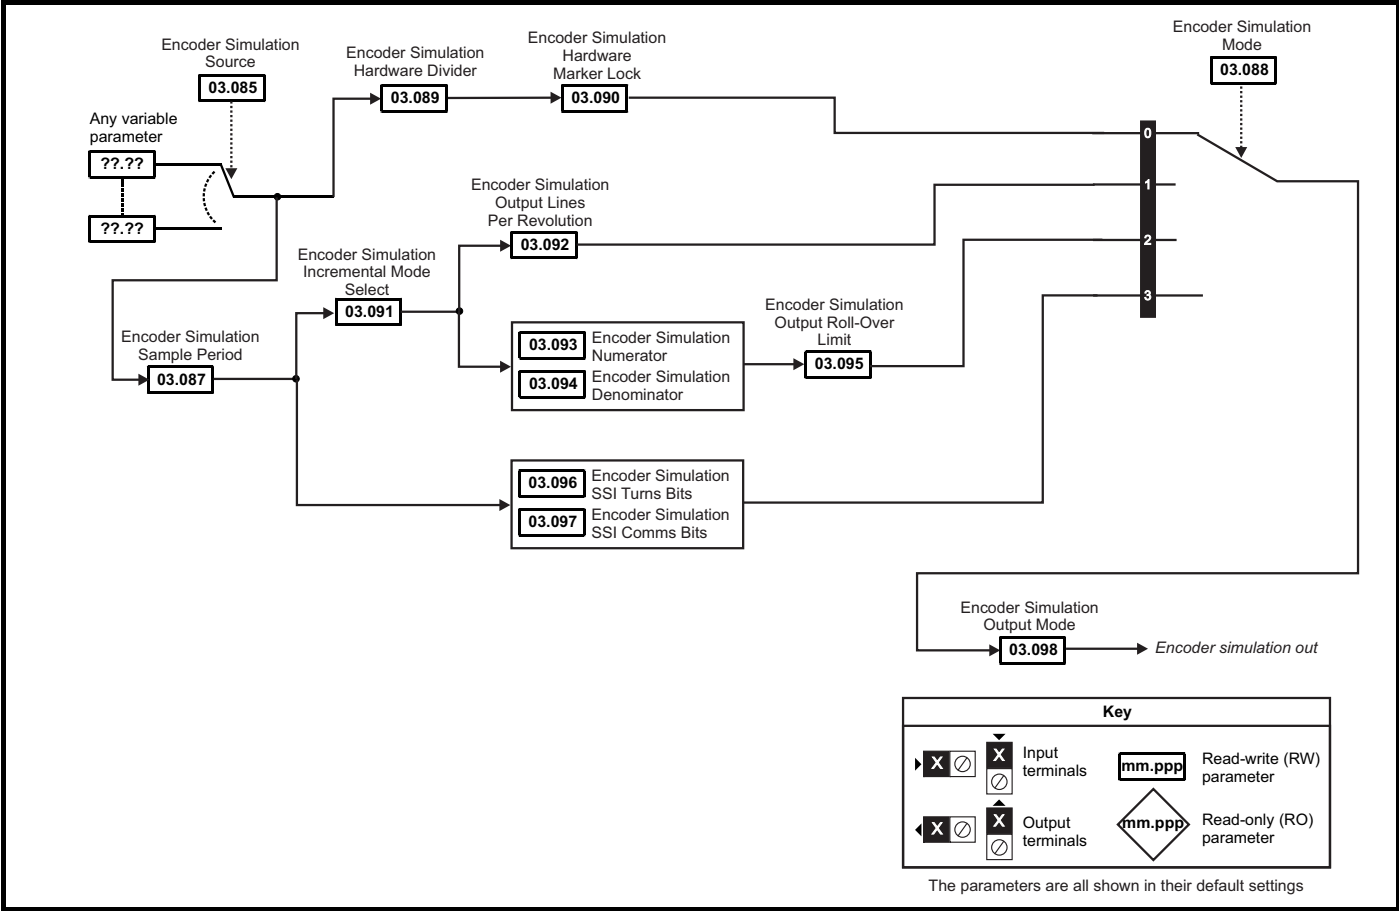 Encoder Simulation
Source
03.085
Encoder Simulation
Hardware Divider
03.089
Encoder Simulation
Hardware
Marker Lock
03.090
Encoder Simulation
Mode
03.088
Any variable
parameter
??.??
??.??
0
1
2
3
Encoder Simulation
Output Lines
Per Revolution
03.092
Encoder Simulation
Incremental Mode
Select
03.091
Encoder Simulation
Sample Period
03.087
03.093
Encoder Simulation
Numerator
03.094
Encoder Simulation
Denominator
Encoder Simulation
Output Roll-Over
Limit
03.095
03.096
Encoder Simulation
SSI Turns Bits
03.097
Encoder Simulation
SSI Comms Bits
Encoder Simulation
Output Mode
03.098
Encoder simulation out
Key
X
X
Input
terminals
mm.ppp
Read-write (RW)
parameter
X
X
Output
terminals
mm.ppp
Read-only (RO)
parameter
The parameters are all shown in their default settings